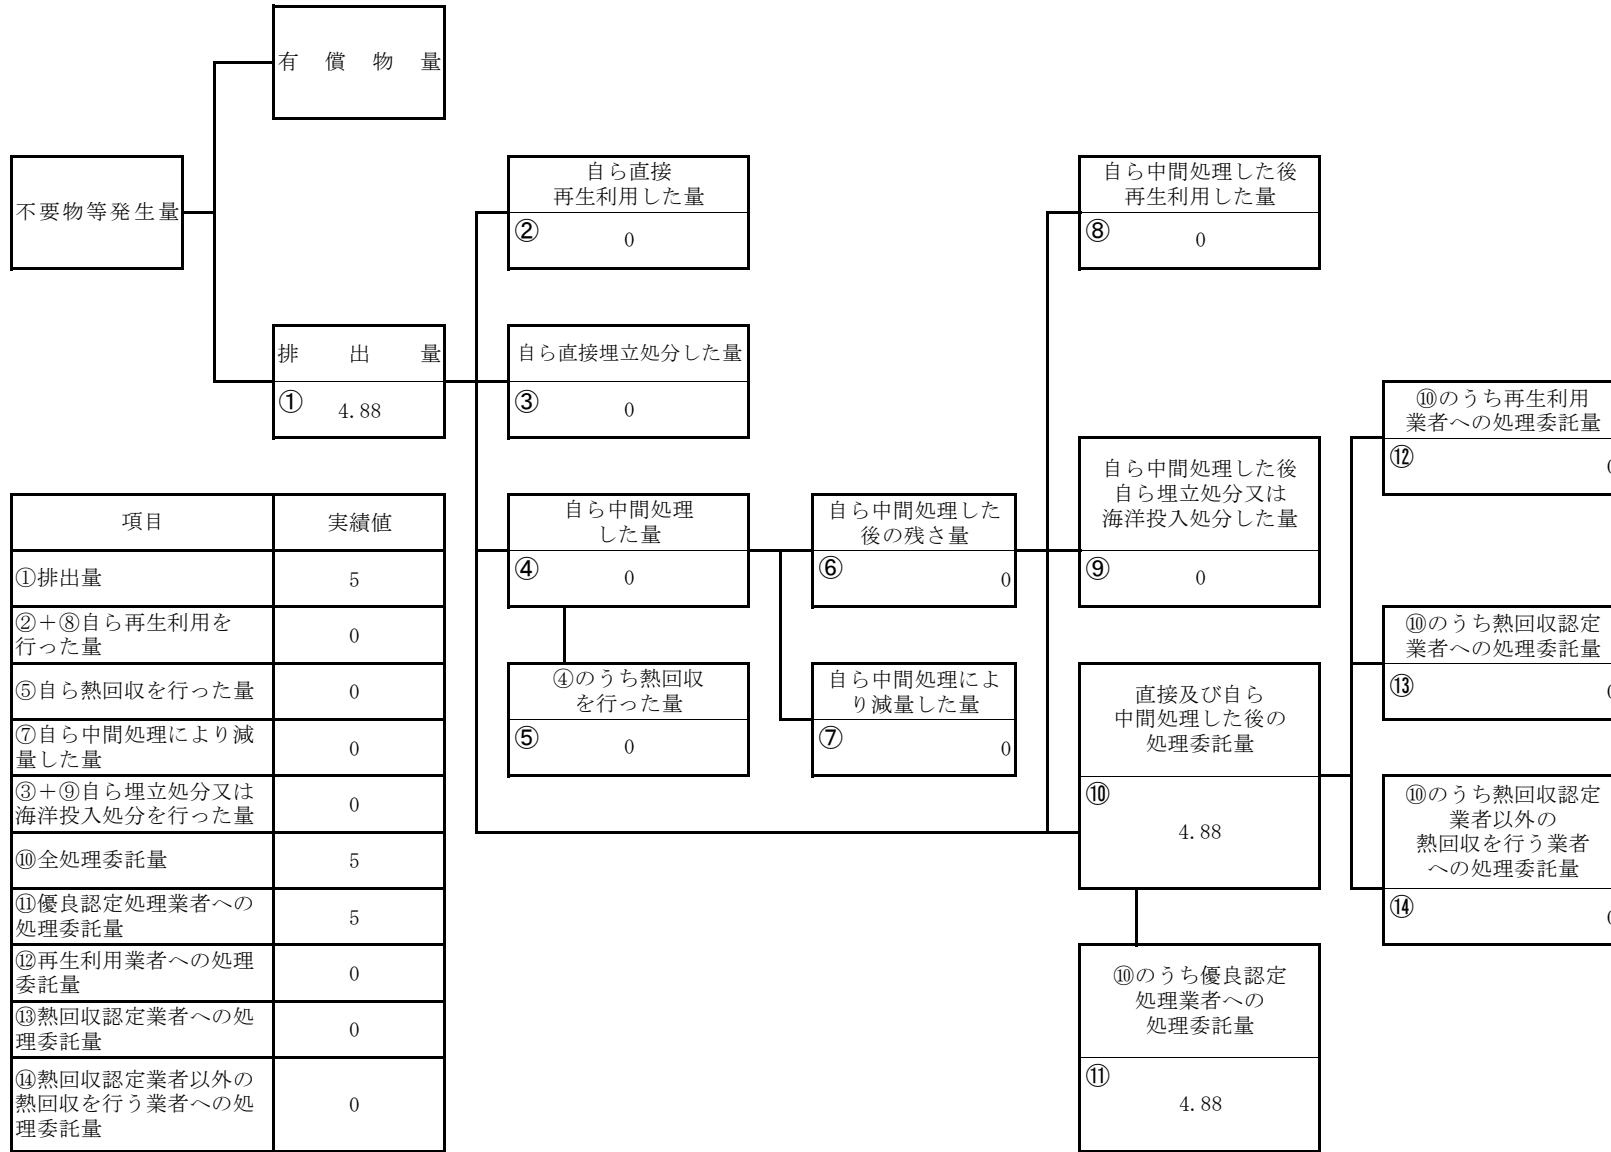 有償物量
不要物等発生量
排出量
①
4.88
自ら直接
再生利用した量
②
0
自ら直接埋立処分した量
③
0
自ら中間処理
した量
④
0
④のうち熱回収
を行った量
⑤
0
自ら中間処理した
後の残さ量
⑥
0
自ら中間処理によ
り減量した量
⑦
0
自ら中間処理した後
再生利用した量
⑧
0
自ら中間処理した後
自ら埋立処分又は
海洋投入処分した量
⑨
0
直接及び自ら
中間処理した後の
処理委託量
⑩
4.88
⑩のうち優良認定
処理業者への
処理委託量
⑪
4.88
⑩のうち再生利用
業者への処理委託量
⑫
0
⑩のうち熱回収認定
業者への処理委託量
⑬
0
⑩のうち熱回収認定
業者以外の
熱回収を行う業者
への処理委託量
⑭
0
項目 実績値
①排出量 5
②＋⑧自ら再生利用を
行った量 0
⑤自ら熱回収を行った量 0
⑦自ら中間処理により減
量した量 0
③＋⑨自ら埋立処分又は
海洋投入処分を行った量 0
⑩全処理委託量 5
⑪優良認定処理業者への
処理委託量 5
⑫再生利用業者への処理
委託量 0
⑬熱回収認定業者への処
理委託量 0
⑭熱回収認定業者以外の
熱回収を行う業者への処
理委託量 0